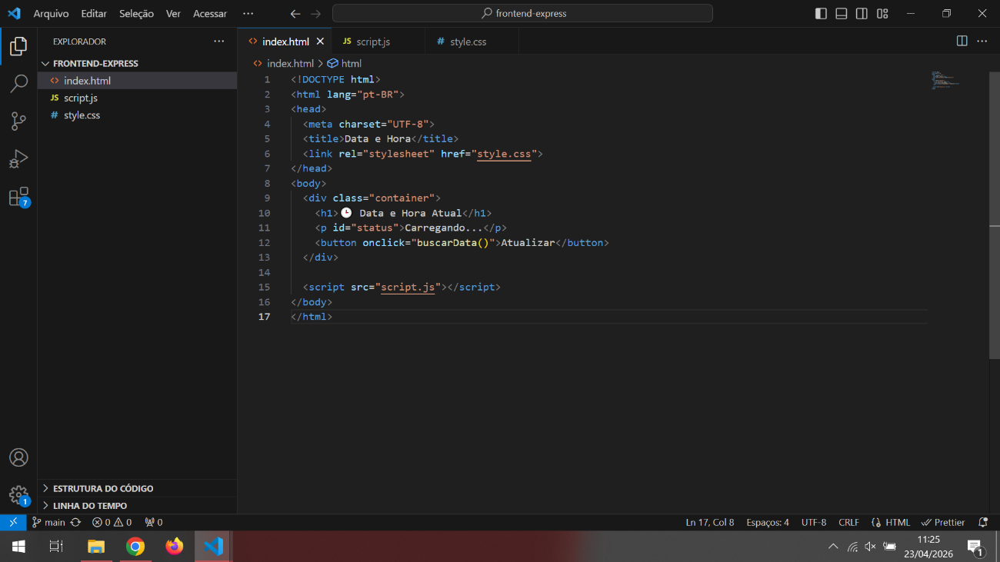 Arquivo Editar Seleção Ver Acessar ···
frontend-express
EXPLORADOR ···
FRONTEND-EXPRESS
index.html
JS script.js
# style.css
ESTRUTURA DO CÓDIGO
LINHA DO TEMPO
7
1
index.html JS script.js # style.css
index.html > html
1 <!DOCTYPE html>
2 <html lang="pt-BR">
3 <head>
4 <meta charset="UTF-8">
5 <title>Data e Hora</title>
6 <link rel="stylesheet" href="style.css">
7 </head>
8 <body>
9 <div class="container">
10 <h1>🕒 Data e Hora Atual</h1>
11 <p id="status">Carregando...</p>
12 <button onclick="buscarData()">Atualizar</button>
13 </div>
14
15 <script src="script.js"></script>
16 </body>
17 </html>
main 0 0 0 Ln 17, Col 8 Espaços: 4 UTF-8 CRLF HTML Prettier
11:25
23/04/2026
1